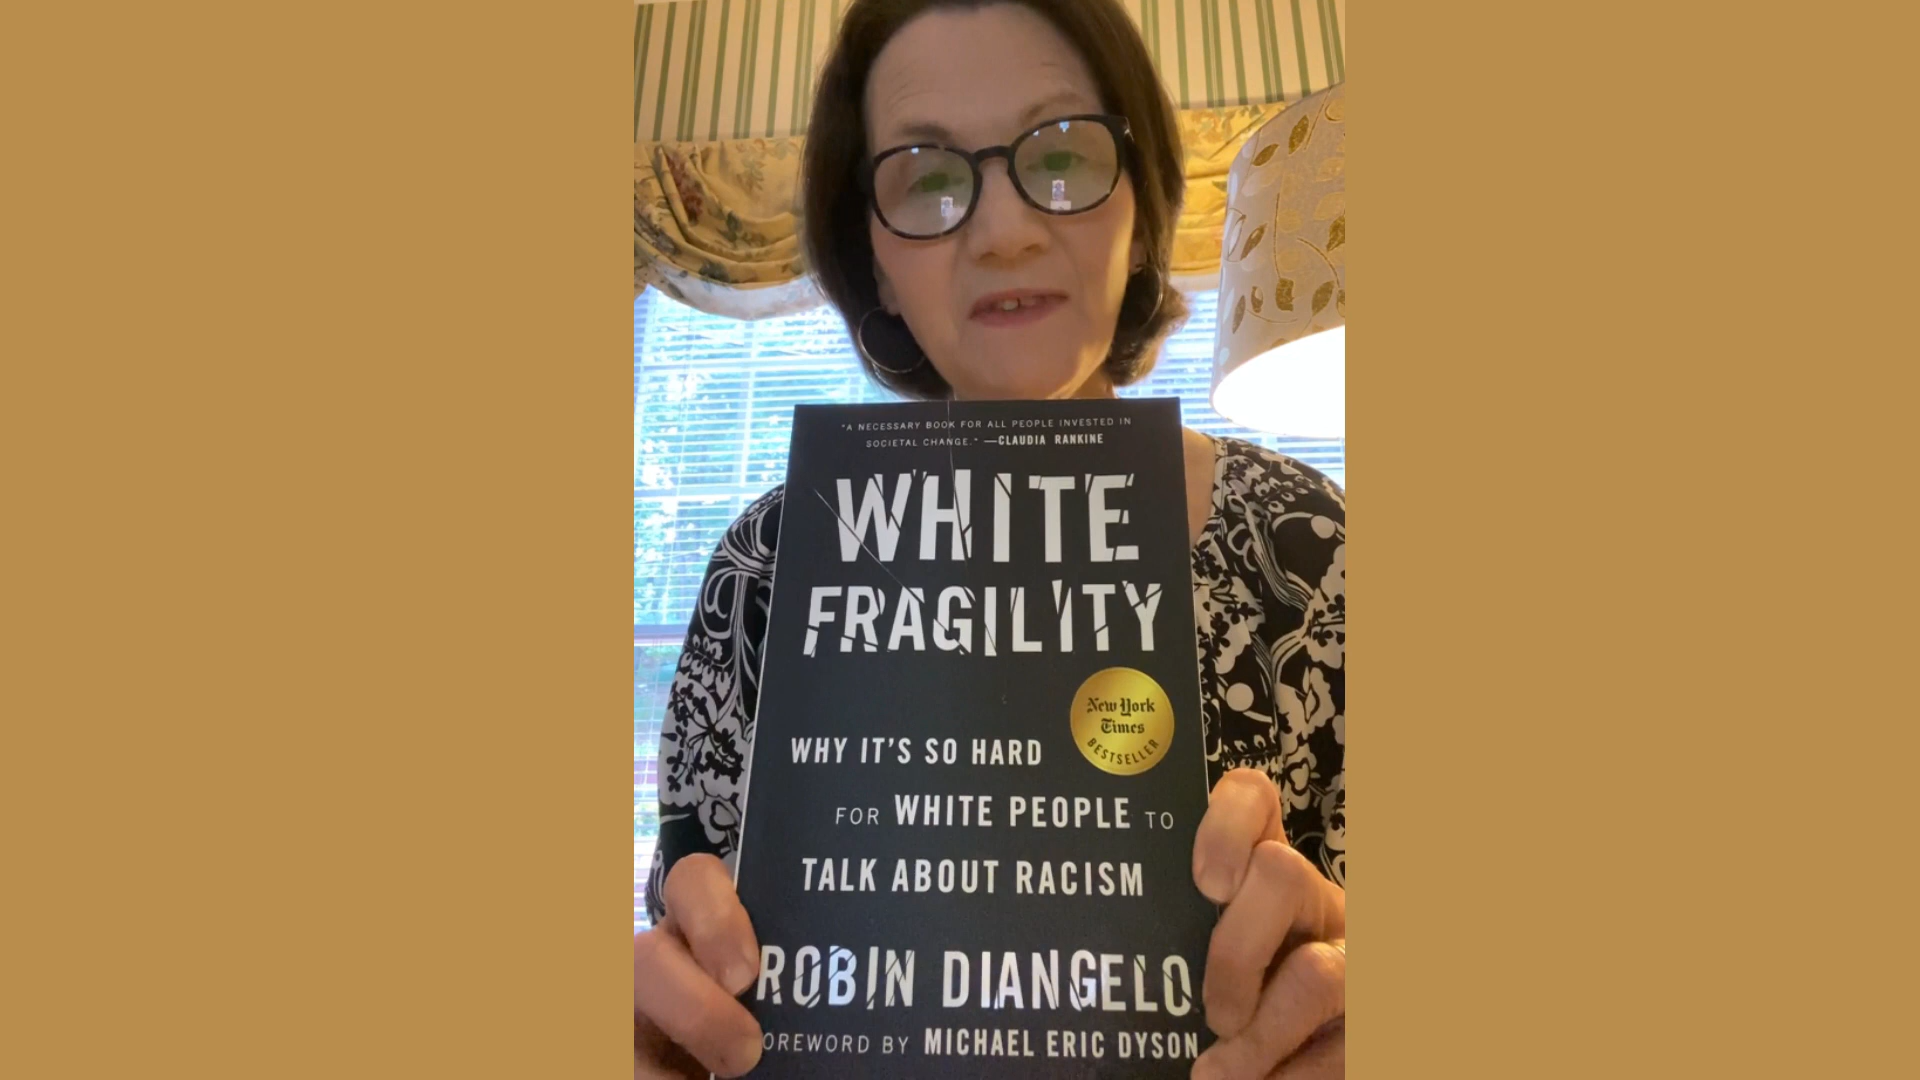 "A NECESSARY BOOK FOR ALL PEOPLE INVESTED IN
SOCIETAL CHANGE." —CLAUDIA RANKINE
WHITE
FRAGILITY
New York
Times
BESTSELLER
WHY IT'S SO HARD
FOR WHITE PEOPLE TO
TALK ABOUT RACISM
ROBIN DIANGELO
OREWORD BY MICHAEL ERIC DYSON